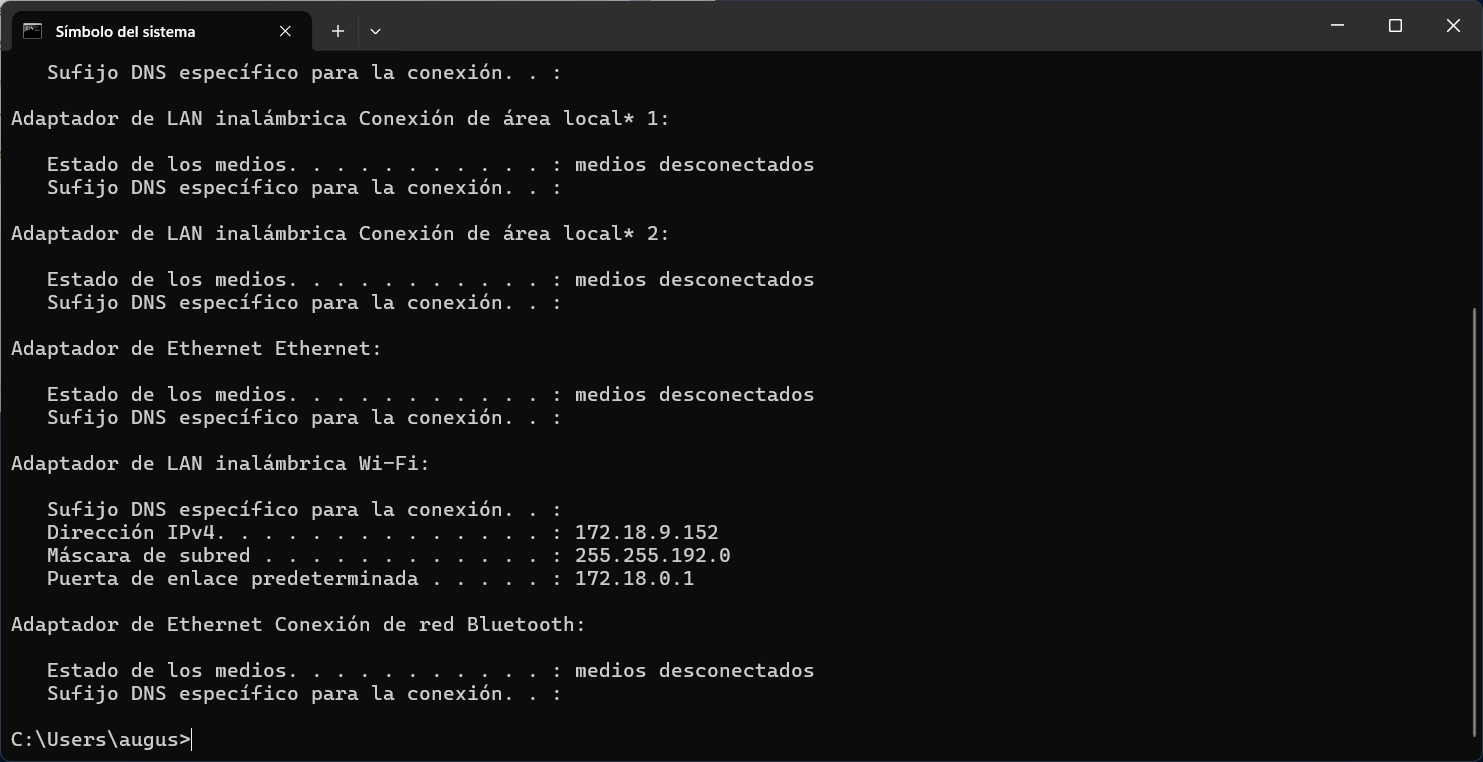 Símbolo del sistema
Sufijo DNS específico para la conexión. . :
Adaptador de LAN inalámbrica Conexión de área local* 1:
Estado de los medios. . . . . . . . . . . : medios desconectados
Sufijo DNS específico para la conexión. . :
Adaptador de LAN inalámbrica Conexión de área local* 2:
Estado de los medios. . . . . . . . . . . : medios desconectados
Sufijo DNS específico para la conexión. . :
Adaptador de Ethernet Ethernet:
Estado de los medios. . . . . . . . . . . : medios desconectados
Sufijo DNS específico para la conexión. . :
Adaptador de LAN inalámbrica Wi-Fi:
Sufijo DNS específico para la conexión. . :
Dirección IPv4. . . . . . . . . . . . . . : 172.18.9.152
Máscara de subred . . . . . . . . . . . . : 255.255.192.0
Puerta de enlace predeterminada . . . . . : 172.18.0.1
Adaptador de Ethernet Conexión de red Bluetooth:
Estado de los medios. . . . . . . . . . . : medios desconectados
Sufijo DNS específico para la conexión. . :
C:\Users\augus>